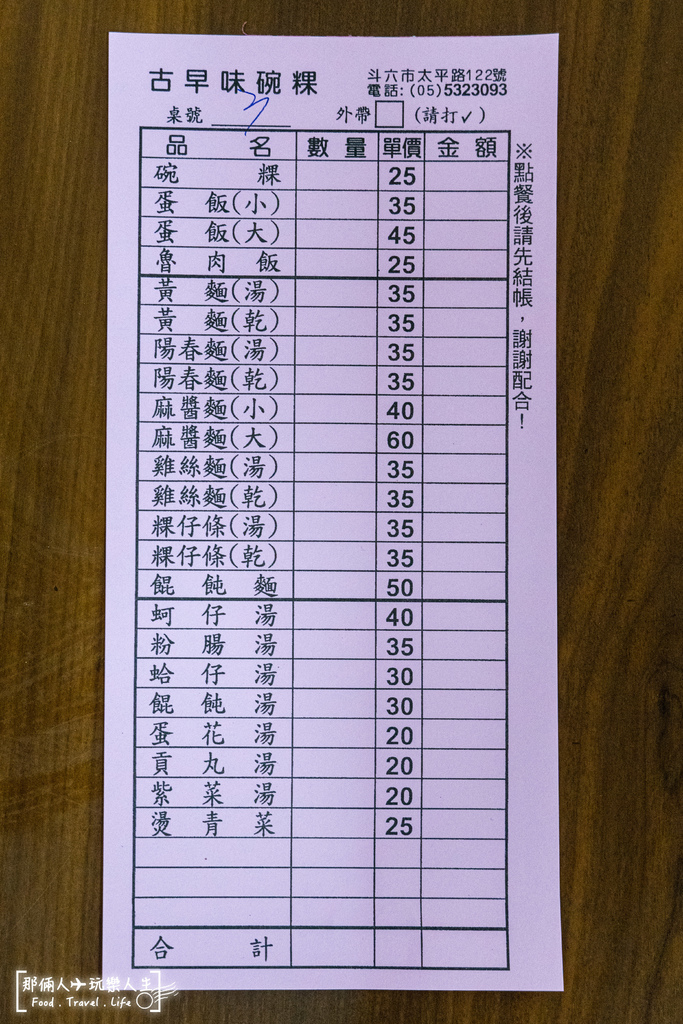 古早味碗粿
斗六市太平路122號
電話:(05)5323093
桌號 外帶 (請打✓)
品名 數量 單價 金額
碗粿 25
蛋飯(小) 35
蛋飯(大) 45
魯肉飯 25
黃麵(湯) 35
黃麵(乾) 35
陽春麵(湯) 35
陽春麵(乾) 35
麻醬麵(小) 40
麻醬麵(大) 60
雞絲麵(湯) 35
雞絲麵(乾) 35
粿仔條(湯) 35
粿仔條(乾) 35
餛飩麵 50
蚵仔湯 40
粉腸湯 35
蛤仔湯 30
餛飩湯 30
蛋花湯 20
貢丸湯 20
紫菜湯 20
燙青菜 25
合計
※點餐後請先結帳，謝謝配合！
那倆人✈玩樂人生
Food . Travel . Life